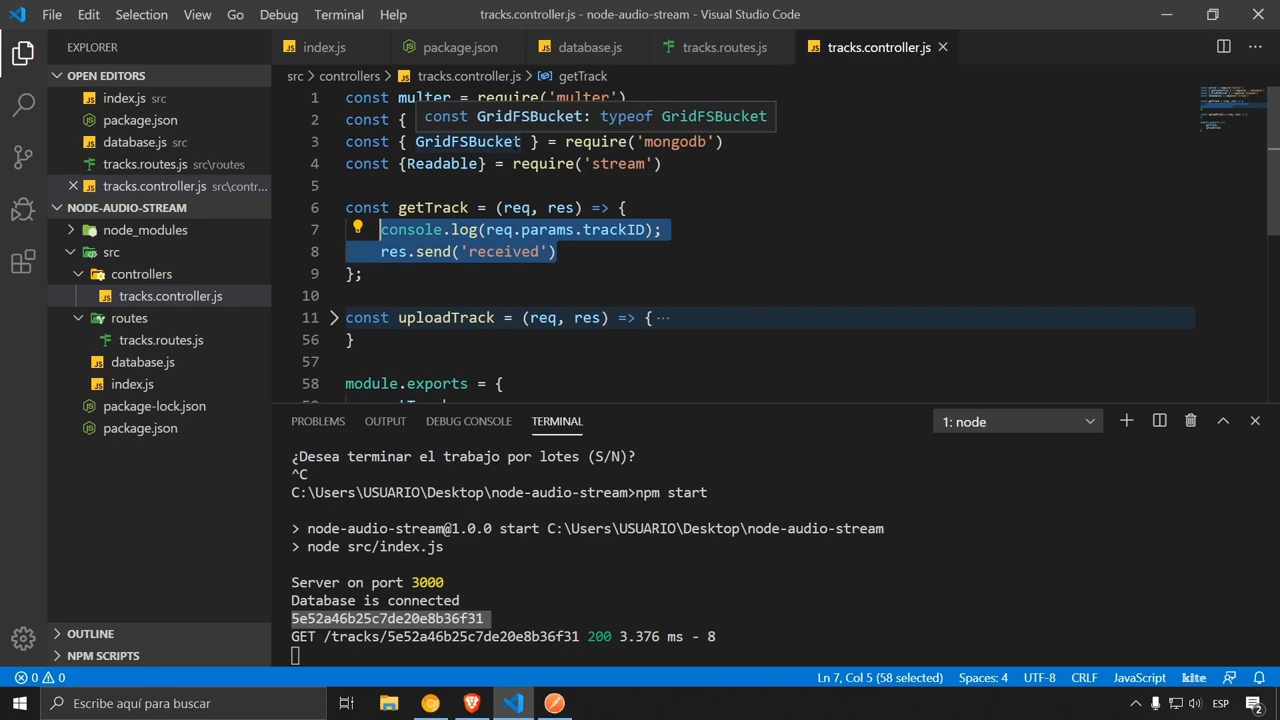 File Edit Selection View Go Debug Terminal Help
tracks.controller.js - node-audio-stream - Visual Studio Code
EXPLORER
OPEN EDITORS
index.js src
package.json
database.js src
tracks.routes.js src\routes
tracks.controller.js src\contr...
NODE-AUDIO-STREAM
node_modules
src
controllers
tracks.controller.js
routes
tracks.routes.js
database.js
index.js
package-lock.json
package.json
OUTLINE
NPM SCRIPTS
index.js package.json database.js tracks.routes.js tracks.controller.js
src > controllers > tracks.controller.js > getTrack
1 const multer = require('multer')
const GridFSBucket: typeof GridFSBucket
2 const {
3 const { GridFSBucket } = require('mongodb')
4 const {Readable} = require('stream')
5
6 const getTrack = (req, res) => {
7 console.log(req.params.trackID);
8 res.send('received')
9 };
10
11 const uploadTrack = (req, res) => { ...
56 }
57
58 module.exports = {
PROBLEMS OUTPUT DEBUG CONSOLE TERMINAL
1: node
¿Desea terminar el trabajo por lotes (S/N)?
^C
C:\Users\USUARIO\Desktop\node-audio-stream>npm start
> node-audio-stream@1.0.0 start C:\Users\USUARIO\Desktop\node-audio-stream
> node src/index.js
Server on port 3000
Database is connected
5e52a46b25c7de20e8b36f31
GET /tracks/5e52a46b25c7de20e8b36f31 200 3.376 ms - 8
0 0
Ln 7, Col 5 (58 selected) Spaces: 4 UTF-8 CRLF JavaScript kite
Escribe aquí para buscar
ESP
2